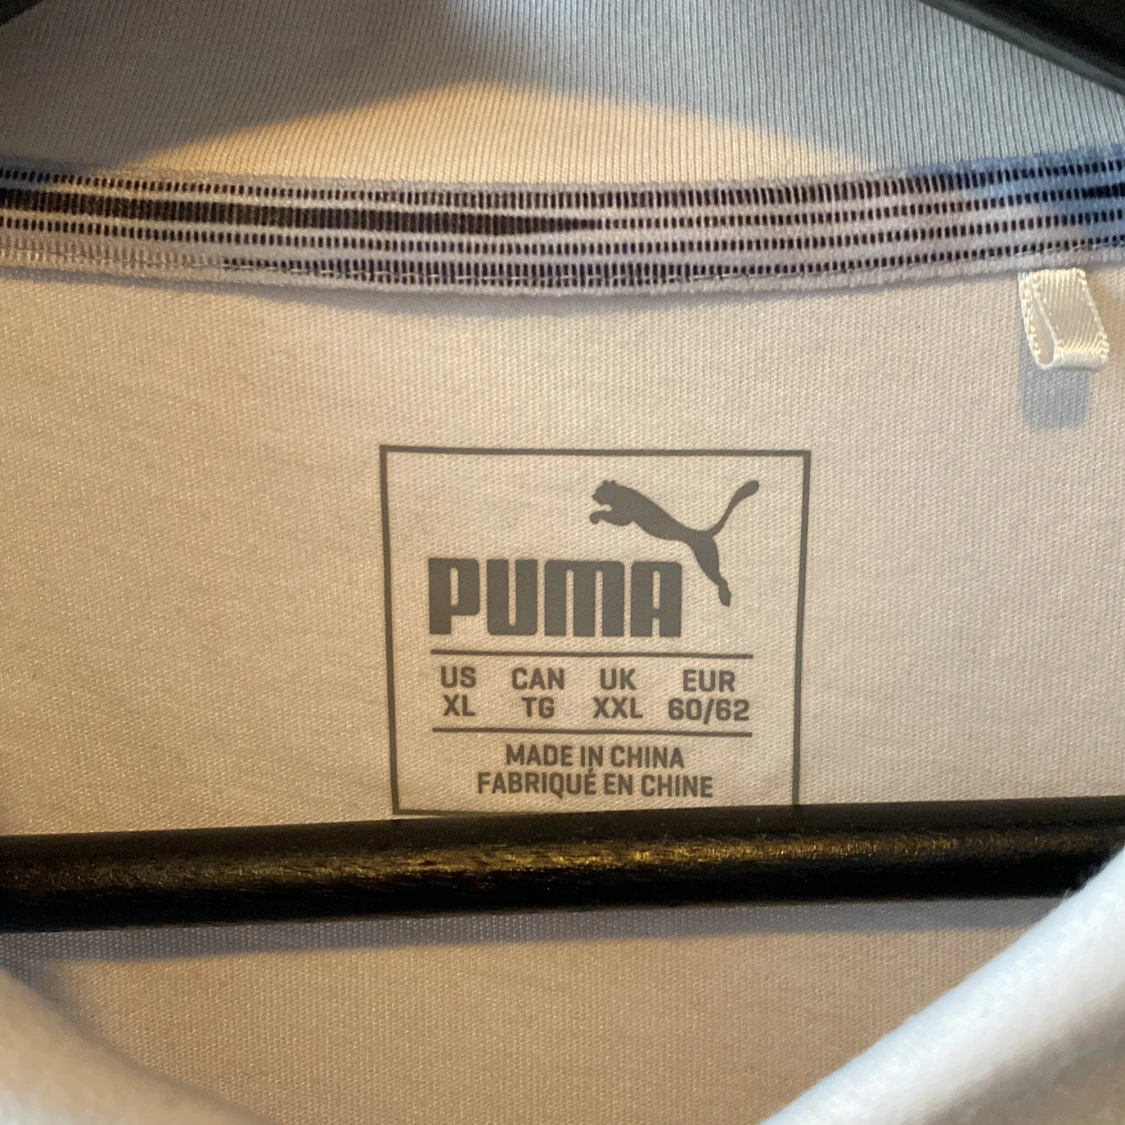 PUMA
US CAN UK EUR
XL TG XXL 60/62
MADE IN CHINA
FABRIQUÉ EN CHINE